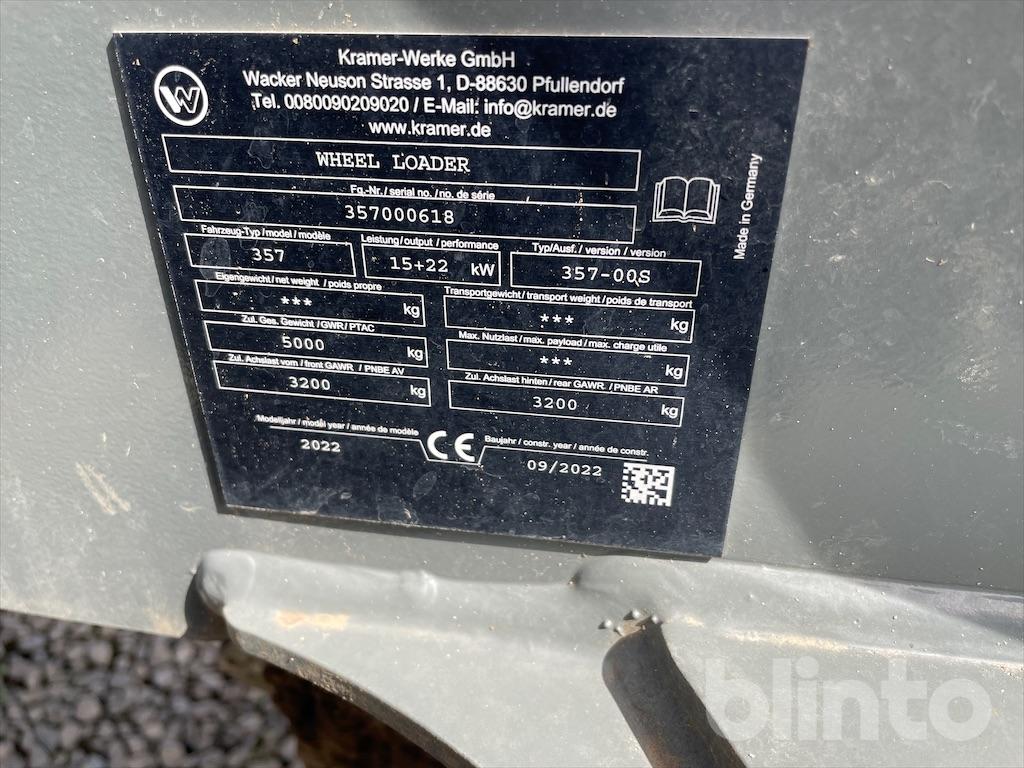 Kramer-Werke GmbH
Wacker Neuson Strasse 1, D-88630 Pfullendorf
Tel. 0080090209020 / E-Mail: info@kramer.de
www.kramer.de
W
WHEEL LOADER
Fg.-Nr. / serial no. / no. de série
357000618
Made in Germany
Fahrzeug-Typ / model / modèle
357
Leistung / output / performance
15+22 kW
Typ/Ausf. / version / version
357-00S
Eigengewicht / net weight / poids propre
*** kg
Transportgewicht / transport weight / poids de transport
*** kg
Zul. Ges. Gewicht / GWR / PTAC
5000 kg
Max. Nutzlast / max. payload / max. charge utile
*** kg
Zul. Achslast vorn / front GAWR. / PNBE AV
3200 kg
Zul. Achslast hinten / rear GAWR. / PNBE AR
3200 kg
Modelljahr / model year / année de modèle
2022
CE
Baujahr / constr. year / année de constr.
09/2022
blinto